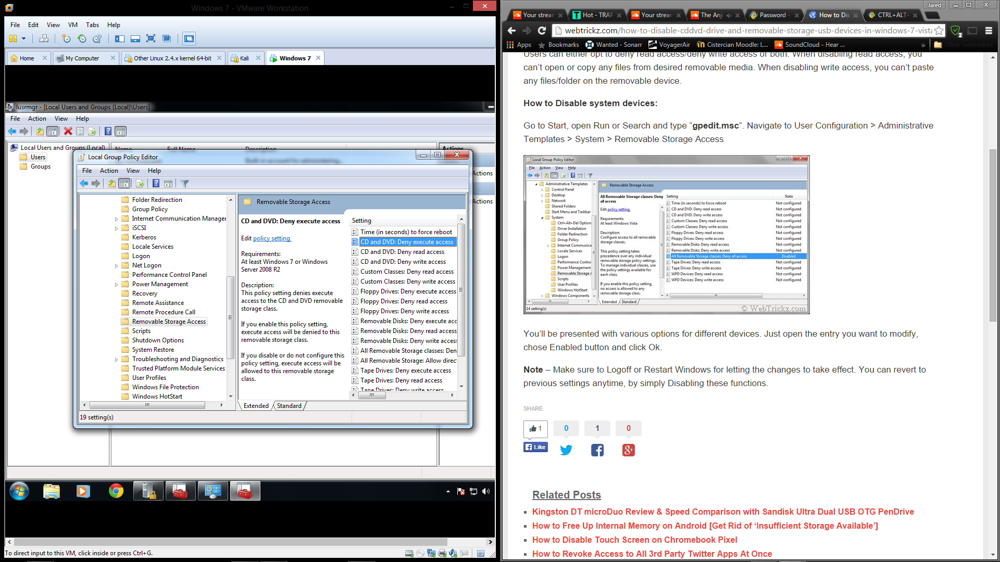 Windows 7 - VMware Workstation
File Edit View VM Tabs Help
Home
My Computer
Other Linux 2.4.x kernel 64-bit
Kali
Windows 7
lusrmgr - [Local Users and Groups (Local)\Users]
File Action View Help
Local Users and Groups (Local)
Users
Groups
Name Full Name Description
Actions
Actions
Actions
Local Group Policy Editor
File Action View Help
Folder Redirection
Group Policy
Internet Communication Manager
iSCSI
Kerberos
Locale Services
Logon
Net Logon
Performance Control Panel
Power Management
Recovery
Remote Assistance
Remote Procedure Call
Removable Storage Access
Scripts
Shutdown Options
System Restore
Troubleshooting and Diagnostics
Trusted Platform Module Services
User Profiles
Windows File Protection
Windows HotStart
Removable Storage Access
CD and DVD: Deny execute access
Edit policy setting
Requirements:
At least Windows 7 or Windows
Server 2008 R2
Description:
This policy setting denies execute
access to the CD and DVD removable
storage class.
If you enable this policy setting,
execute access will be denied to this
removable storage class.
If you disable or do not configure this
policy setting, execute access will be
allowed to this removable storage
class.
Setting
Time (in seconds) to force reboot
CD and DVD: Deny execute access
CD and DVD: Deny read access
CD and DVD: Deny write access
Custom Classes: Deny read access
Custom Classes: Deny write access
Floppy Drives: Deny execute access
Floppy Drives: Deny read access
Floppy Drives: Deny write access
Removable Disks: Deny execute acc
Removable Disks: Deny read access
Removable Disks: Deny write access
All Removable Storage classes: Den
All Removable Storage: Allow direc
Tape Drives: Deny execute access
Tape Drives: Deny read access
Tape Drives: Deny write access
Extended Standard
19 setting(s)
To direct input to this VM, click inside or press Ctrl+G.
Jared
Your stream
Hot - TRAP
Your stream
The Anj
Password -
How to Dis
CTRL+ALT+
webtrickz.com/how-to-disable-cddvd-drive-and-removable-storage-usb-devices-in-windows-7-vista
2
Apps
Bookmarks
Wanted - Sonarr
VoyagerAir
Cistercian Moodle: L...
SoundCloud - Hear ...
»
Other bookmarks
Users can either opt to deny read access/deny write access or both. When disabling read access, you
can’t open or copy any files from desired removable media. When disabling write access, you can’t paste
any files/folder on the removable device.
How to Disable system devices:
Go to Start, open Run or Search and type “gpedit.msc”. Navigate to User Configuration > Administrative
Templates > System > Removable Storage Access
Local Group Policy Editor
File Action View Help
Administrative Templates
Control Panel
Desktop
Network
Shared Folders
Start Menu and Taskbar
System
Ctrl+Alt+Del Option
Driver Installation
Folder Redirection
Group Policy
Internet Communica
Locale Services
Logon
Performance Contro
Power Management
Removable Storage A
Scripts
User Profiles
Windows HotStart
Windows Components
Removable Storage Access
All Removable Storage classes: Deny
all access
Edit policy setting
Requirements:
At least Windows Vista
Description:
Configure access to all removable
storage classes.
This policy setting takes
precedence over any individual
removable storage policy settings.
To manage individual classes, use
the policy settings available for
each class.
If you enable this policy setting,
no access is allowed to any
removable storage class.
Setting State
Time (in seconds) to force reboot Not configured
CD and DVD: Deny read access Not configured
CD and DVD: Deny write access Not configured
Custom Classes: Deny read access Not configured
Custom Classes: Deny write access Not configured
Floppy Drives: Deny read access Not configured
Floppy Drives: Deny write access Not configured
Removable Disks: Deny read access Not configured
Removable Disks: Deny write access Not configured
All Removable Storage classes: Deny all access Disabled
Tape Drives: Deny read access Not configured
Tape Drives: Deny write access Not configured
WPD Devices: Deny read access Not configured
WPD Devices: Deny write access Not configured
Extended Standard
14 setting(s)
© WebTrickz.com
You’ll be presented with various options for different devices. Just open the entry you want to modify,
chose Enabled button and click Ok.
Note – Make sure to Logoff or Restart Windows for letting the changes to take effect. You can revert to
previous settings anytime, by simply Disabling these functions.
SHARE
1 0 1 0
Like
Related Posts
Kingston DT microDuo Review & Speed Comparison with Sandisk Ultra Dual USB OTG PenDrive
How to Free Up Internal Memory on Android [Get Rid of ‘Insufficient Storage Available’]
How to Disable Touch Screen on Chromebook Pixel
How to Revoke Access to All 3rd Party Twitter Apps At Once